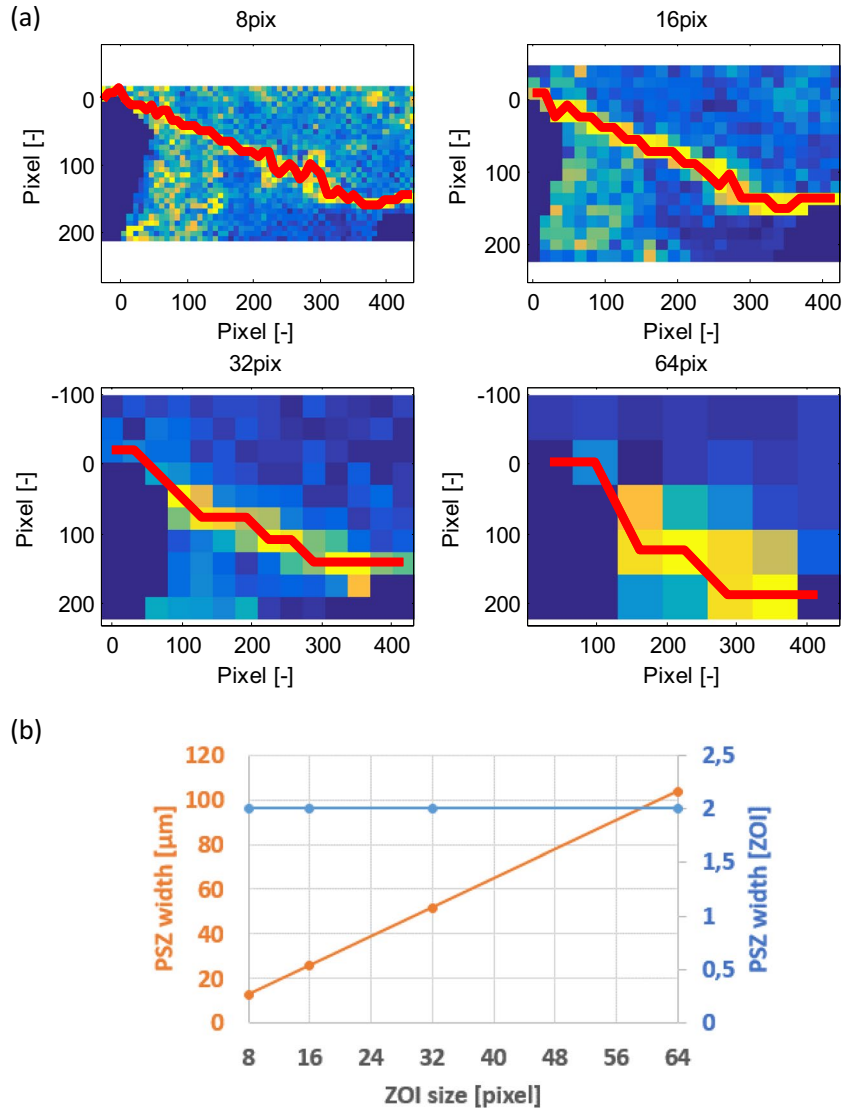 (a)
8pix
16pix
0
100
200
Pixel [-]
0 100 200 300 400
Pixel [-]
0
100
200
Pixel [-]
0 100 200 300 400
Pixel [-]
32pix
64pix
-100
0
100
200
Pixel [-]
0 100 200 300 400
Pixel [-]
-100
0
100
200
Pixel [-]
100 200 300 400
Pixel [-]
(b)
120
100
80
60
40
20
0
PSZ width [µm]
2,5
2
1,5
1
0,5
0
PSZ width [ZOI]
8 16 24 32 40 48 56 64
ZOI size [pixel]